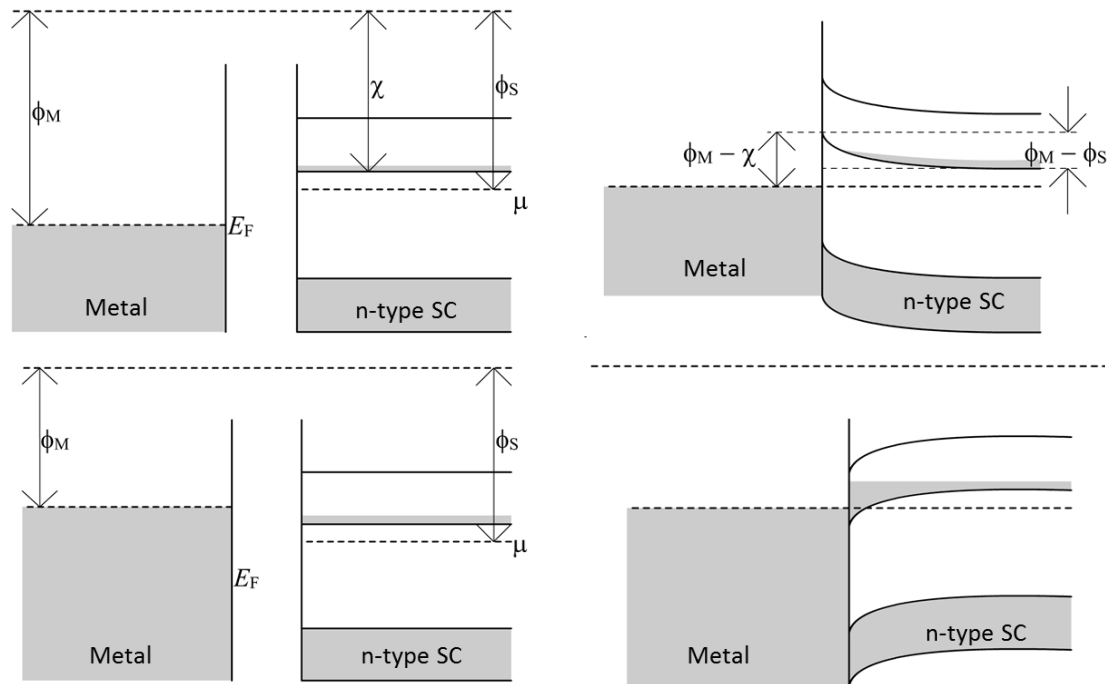 ϕM
χ
ϕS
μ
EF
Metal
n-type SC
ϕM − χ
ϕM − ϕS
Metal
n-type SC
ϕM
ϕS
μ
EF
Metal
n-type SC
Metal
n-type SC